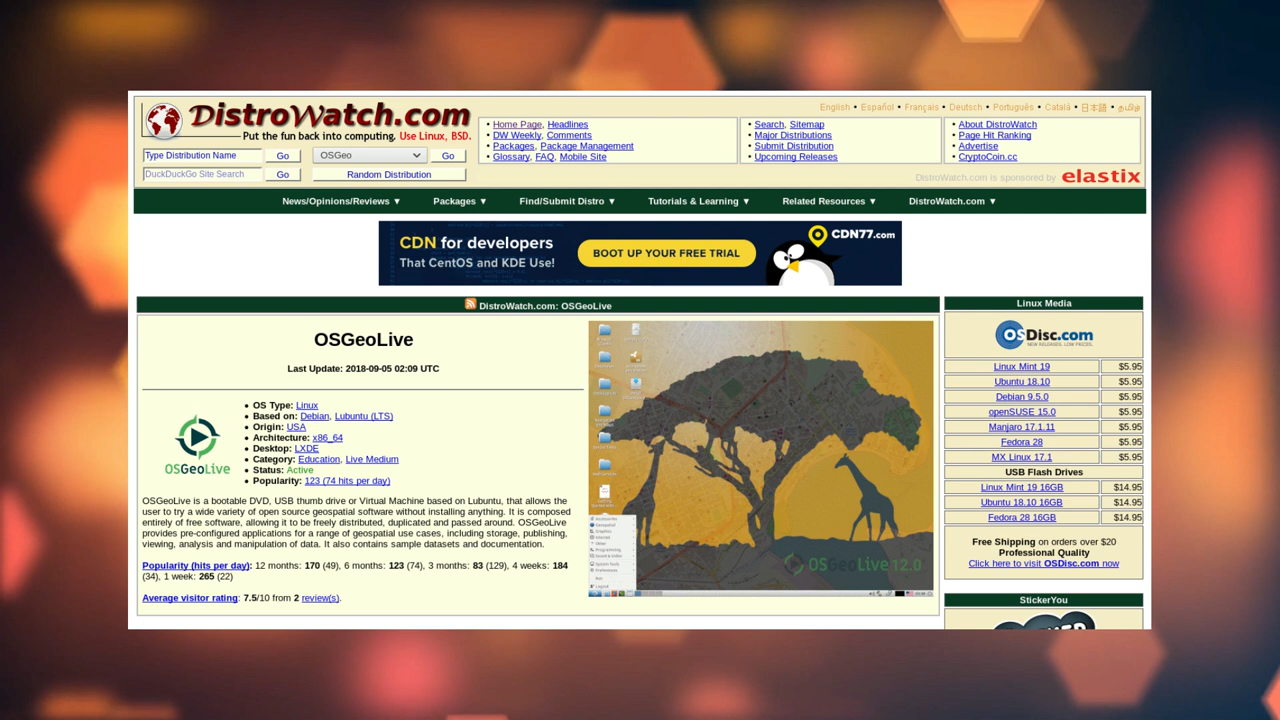 DistroWatch.com
Put the fun back into computing. Use Linux, BSD.
English • Español • Français • Deutsch • Português • Català • 日本語 • தமிழ்
Type Distribution Name Go OSGeo Go
DuckDuckGo Site Search Go Random Distribution
• Home Page, Headlines
• DW Weekly, Comments
• Packages, Package Management
• Glossary, FAQ, Mobile Site
• Search, Sitemap
• Major Distributions
• Submit Distribution
• Upcoming Releases
• About DistroWatch
• Page Hit Ranking
• Advertise
• CryptoCoin.cc
DistroWatch.com is sponsored by elastix
News/Opinions/Reviews ▼ Packages ▼ Find/Submit Distro ▼ Tutorials & Learning ▼ Related Resources ▼ DistroWatch.com ▼
CDN for developers
That CentOS and KDE Use!
BOOT UP YOUR FREE TRIAL
CDN77.com
DistroWatch.com: OSGeoLive
OSGeoLive
Last Update: 2018-09-05 02:09 UTC
OSGeoLive
• OS Type: Linux
• Based on: Debian, Lubuntu (LTS)
• Origin: USA
• Architecture: x86_64
• Desktop: LXDE
• Category: Education, Live Medium
• Status: Active
• Popularity: 123 (74 hits per day)
OSGeoLive is a bootable DVD, USB thumb drive or Virtual Machine based on Lubuntu, that allows the
user to try a wide variety of open source geospatial software without installing anything. It is composed
entirely of free software, allowing it to be freely distributed, duplicated and passed around. OSGeoLive
provides pre-configured applications for a range of geospatial use cases, including storage, publishing,
viewing, analysis and manipulation of data. It also contains sample datasets and documentation.
Popularity (hits per day): 12 months: 170 (49), 6 months: 123 (74), 3 months: 83 (129), 4 weeks: 184
(34), 1 week: 265 (22)
Average visitor rating: 7.5/10 from 2 review(s).
OSGeoLive 12.0
Linux Media
OSDisc.com
NEW RELEASES. LOW PRICES.
Linux Mint 19 $5.95
Ubuntu 18.10 $5.95
Debian 9.5.0 $5.95
openSUSE 15.0 $5.95
Manjaro 17.1.11 $5.95
Fedora 28 $5.95
MX Linux 17.1 $5.95
USB Flash Drives
Linux Mint 19 16GB $14.95
Ubuntu 18.10 16GB $14.95
Fedora 28 16GB $14.95
Free Shipping on orders over $20
Professional Quality
Click here to visit OSDisc.com now
StickerYou